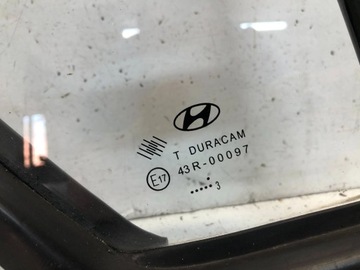 T DURACAM
E17 43R-00097
..... 3